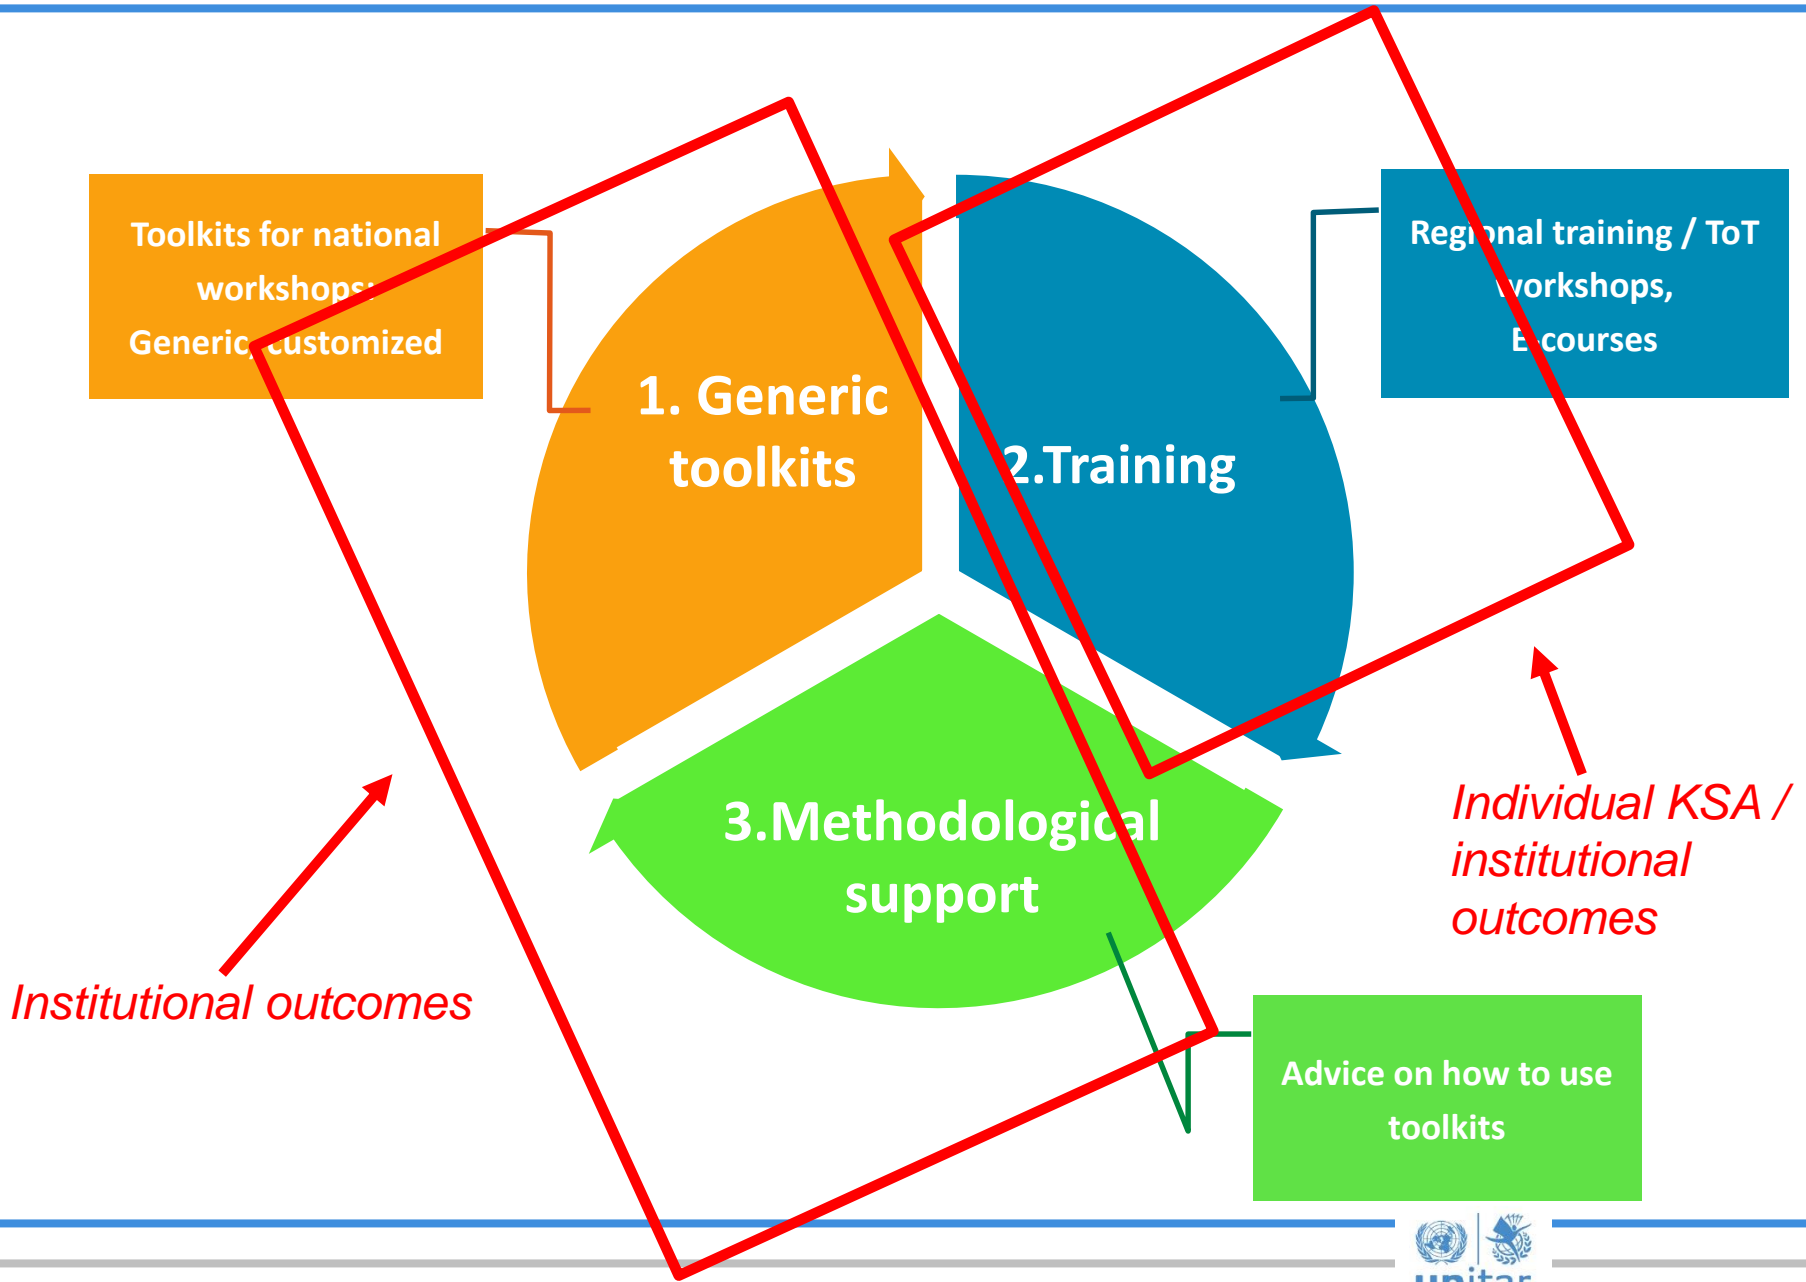 Toolkits for national
workshops:
Generic, customized
Regional training / ToT
workshops,
E-courses
1. Generic
toolkits
2.Training
3.Methodological
support
Individual KSA /
institutional
outcomes
Institutional outcomes
Advice on how to use
toolkits
unitar